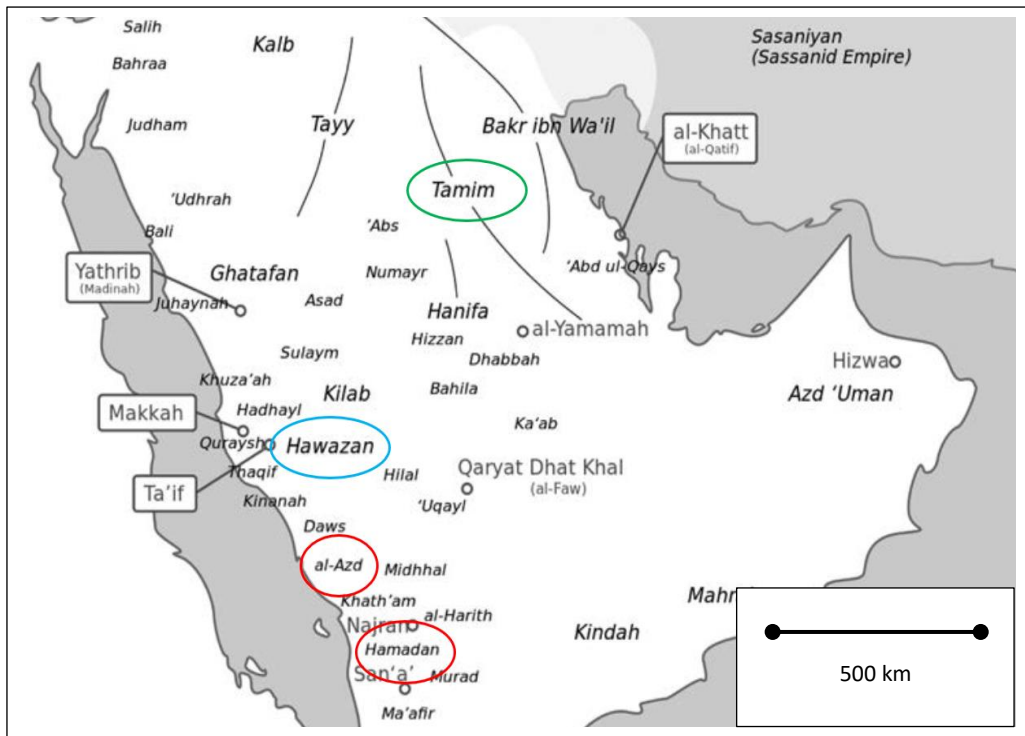 Salih
Kalb
Sasaniyan
(Sassanid Empire)
Bahraa
Judham
Tayy
Bakr ibn Wa'il
al-Khatt
(al-Qatif)
Tamim
'Udhrah
'Abs
Bali
Yathrib
(Madinah)
Ghatafan
Numayr
'Abd ul-Qays
Juhaynah
Asad
Hanifa
al-Yamamah
Hizzan
Sulaym
Dhabbah
Hizwa
Khuza'ah
Kilab
Bahila
Azd 'Uman
Makkah
Hadhayl
Ka'ab
Quraysh
Hawazan
Thaqif
Hilal
Qaryat Dhat Khal
(al-Faw)
Ta'if
Kinanah
'Uqayl
Daws
al-Azd
Midhhal
Khath'am
al-Harith
Najran
Kindah
Hamadan
San'a'
Murad
Ma'afir
500 km